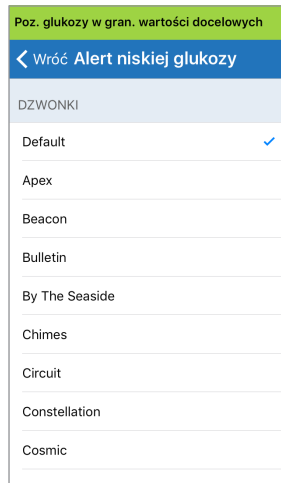 Poz. glukozy w gran. wartości docelowych
Wróć Alert niskiej glukozy
DZWONKI
Default
Apex
Beacon
Bulletin
By The Seaside
Chimes
Circuit
Constellation
Cosmic